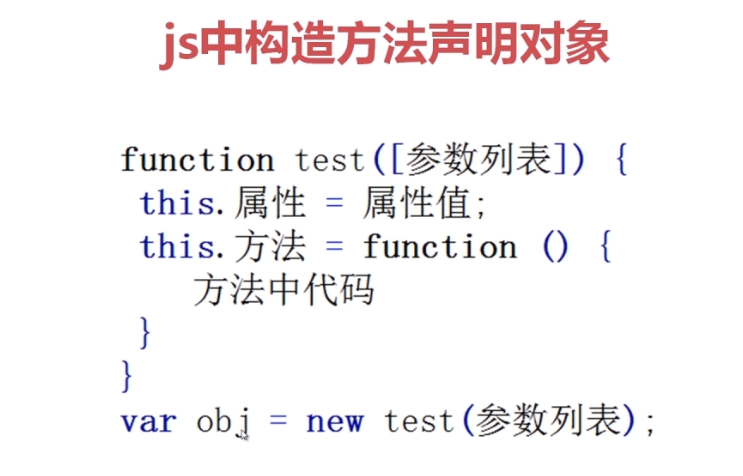 js中构造方法声明对象
function test([参数列表]) {
this.属性 = 属性值;
this.方法 = function () {
方法中代码
}
}
var obj = new test(参数列表);